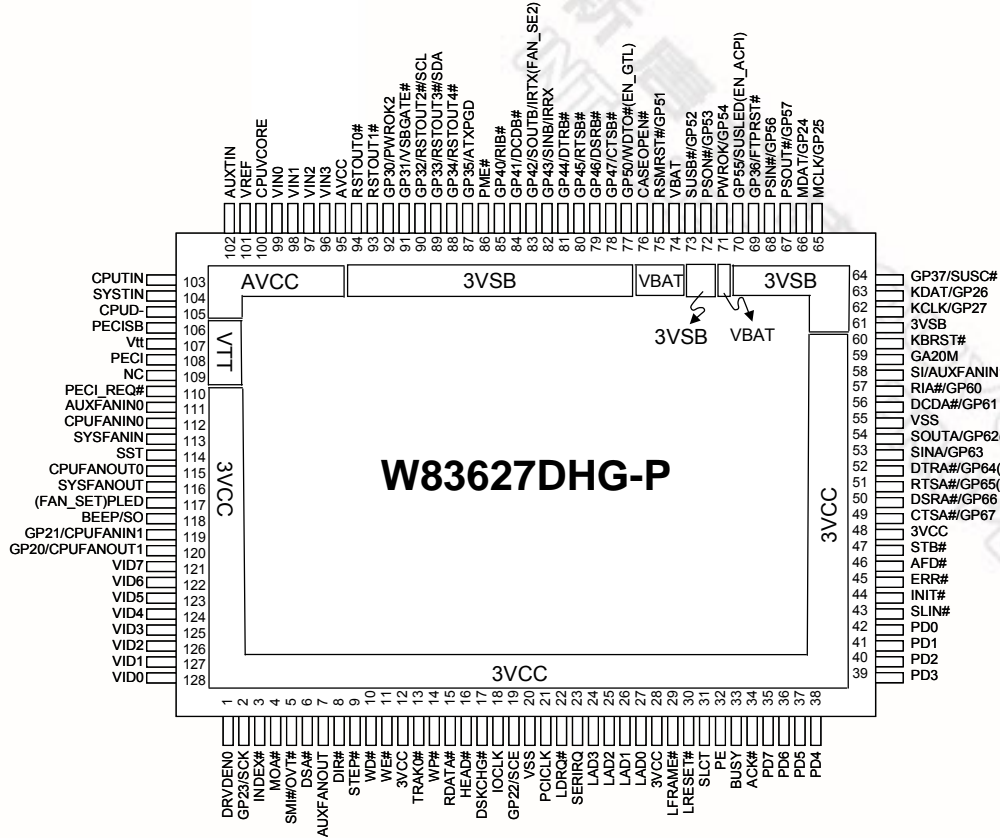 AUXTIN
VREF
CPUVCORE
VIN0
VIN1
VIN2
VIN3
AVCC
RSTOUT0#
RSTOUT1#
GP30/PWROK2
GP31/VSBGATE#
GP32/RSTOUT2#/SCL
GP33/RSTOUT3#/SDA
GP34/RSTOUT4#
GP35/ATXPGD
PME#
GP40/RIB#
GP41/DCDB#
GP42/SOUTB/IRTX(FAN_SE2)
GP43/SINB/IRRX
GP44/DTRB#
GP45/RTSB#
GP46/DSRB#
GP47/CTSB#
GP50/WDTO#(EN_GTL)
CASEOPEN#
RSMRST#/GP51
VBAT
SUSB#/GP52
PSON#/GP53
PWROK/GP54
GP55/SUSLED(EN_ACPI)
GP36/FTPRST#
PSIN#/GP56
PSOUT#/GP57
MDAT/GP24
MCLK/GP25
102 101 100 99 98 97 96 95 94 93 92 91 90 89 88 87 86 85 84 83 82 81 80 79 78 77 76 75 74 73 72 71 70 69 68 67 66 65
AVCC 3VSB VBAT 3VSB
3VSB VBAT
CPUTIN 103
SYSTIN 104
CPUD- 105
PECISB 106
Vtt 107
PECI 108
NC 109
PECI_REQ# 110
AUXFANIN0 111
CPUFANIN0 112
SYSFANIN 113
SST 114
CPUFANOUT0 115
SYSFANOUT 116
(FAN_SET)PLED 117
BEEP/SO 118
GP21/CPUFANIN1 119
GP20/CPUFANOUT1 120
VID7 121
VID6 122
VID5 123
VID4 124
VID3 125
VID2 126
VID1 127
VID0 128
VTT
3VCC
W83627DHG-P
3VCC
3VCC
64 GP37/SUSC#
63 KDAT/GP26
62 KCLK/GP27
61 3VSB
60 KBRST#
59 GA20M
58 SI/AUXFANIN
57 RIA#/GP60
56 DCDA#/GP61
55 VSS
54 SOUTA/GP62(
53 SINA/GP63
52 DTRA#/GP64(
51 RTSA#/GP65(
50 DSRA#/GP66
49 CTSA#/GP67
48 3VCC
47 STB#
46 AFD#
45 ERR#
44 INIT#
43 SLIN#
42 PD0
41 PD1
40 PD2
39 PD3
1 2 3 4 5 6 7 8 9 10 11 12 13 14 15 16 17 18 19 20 21 22 23 24 25 26 27 28 29 30 31 32 33 34 35 36 37 38
DRVDEN0
GP23/SCK
INDEX#
MOA#
SMI#/OVT#
DSA#
AUXFANOUT
DIR#
STEP#
WD#
WE#
3VCC
TRAK0#
WP#
RDATA#
HEAD#
DSKCHG#
IOCLK
GP22/SCE
VSS
PCICLK
LDRQ#
SERIRQ
LAD3
LAD2
LAD1
LAD0
3VCC
LFRAME#
LRESET#
SLCT
PE
BUSY
ACK#
PD7
PD6
PD5
PD4